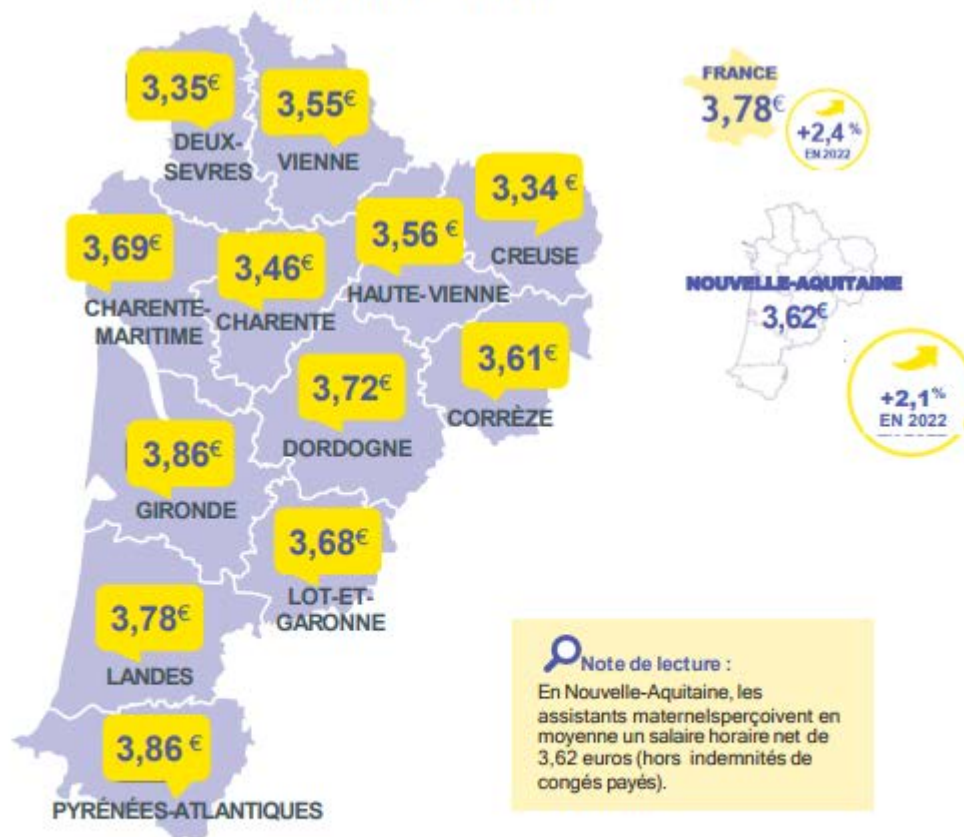 3,35€
DEUX-
SEVRES
3,55€
VIENNE
3,34 €
CREUSE
3,69€
CHARENTE-
MARITIME
3,46€
CHARENTE
3,56 €
HAUTE-VIENNE
3,61€
CORRÈZE
3,72€
DORDOGNE
3,86€
GIRONDE
3,68€
LOT-ET-
GARONNE
3,78€
LANDES
3,86 €
PYRÉNÉES-ATLANTIQUES
FRANCE
3,78€
+2,4 %
EN 2022
NOUVELLE-AQUITAINE
3,62€
+2,1%
EN 2022
Note de lecture :
En Nouvelle-Aquitaine, les
assistants maternelsperçoivent en
moyenne un salaire horaire net de
3,62 euros (hors indemnités de
congés payés).